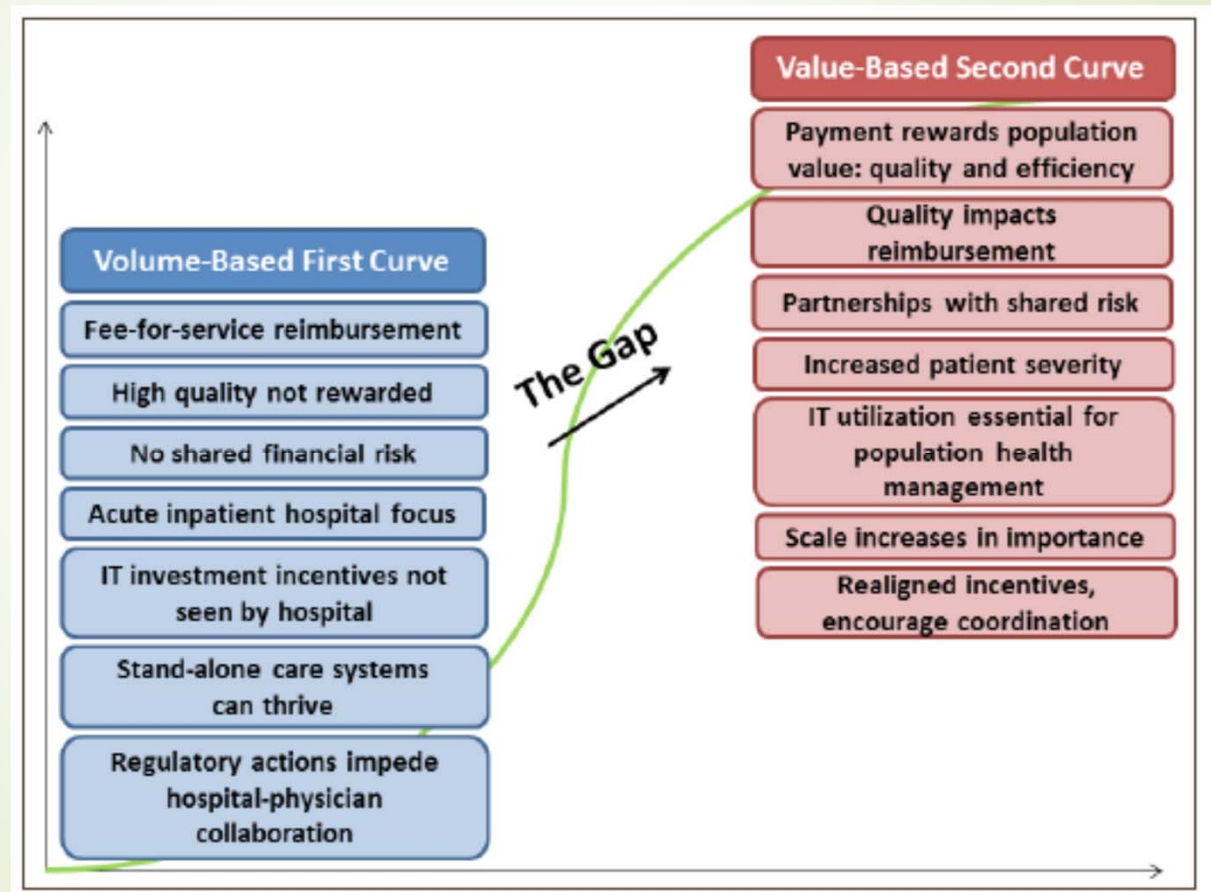 Volume-Based First Curve
Fee-for-service reimbursement
High quality not rewarded
No shared financial risk
Acute inpatient hospital focus
IT investment incentives not
seen by hospital
Stand-alone care systems
can thrive
Regulatory actions impede
hospital-physician
collaboration
The Gap
Value-Based Second Curve
Payment rewards population
value: quality and efficiency
Quality impacts
reimbursement
Partnerships with shared risk
Increased patient severity
IT utilization essential for
population health
management
Scale increases in importance
Realigned incentives,
encourage coordination